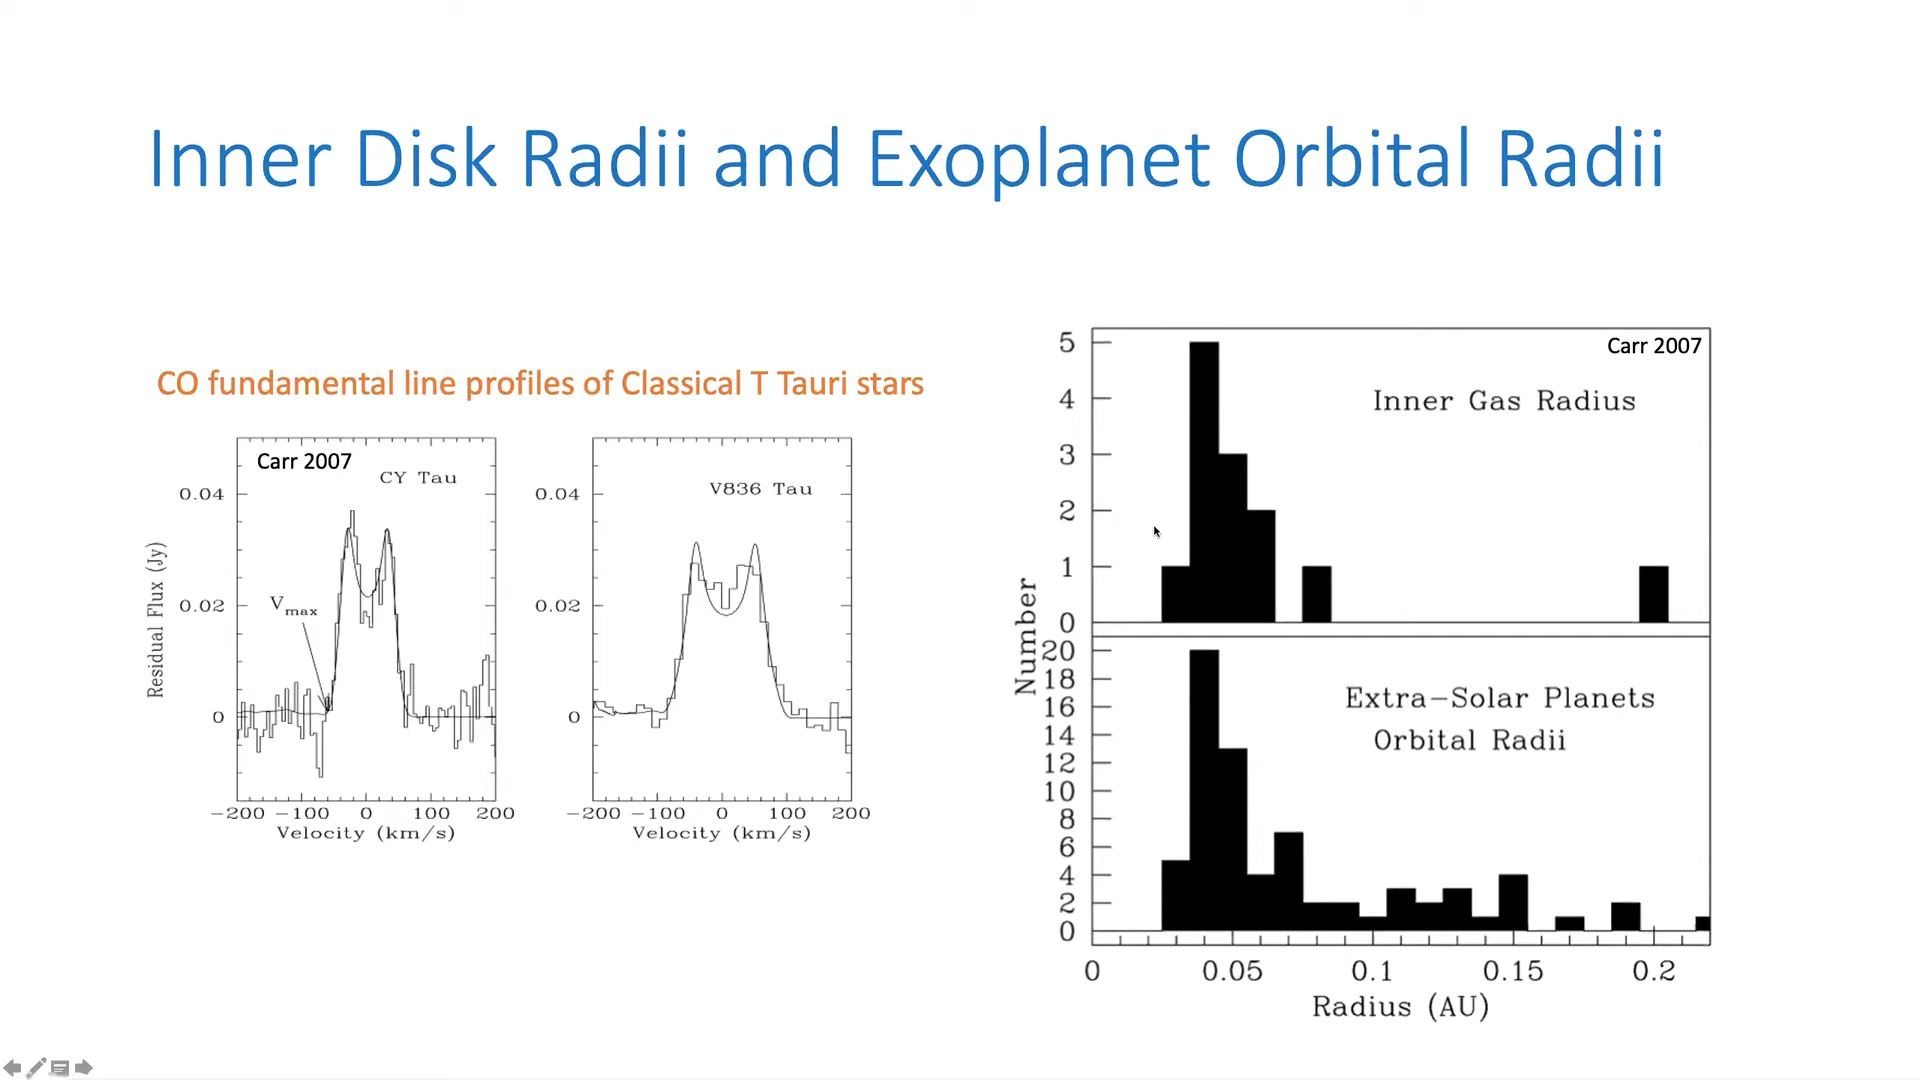 Inner Disk Radii and Exoplanet Orbital Radii
CO fundamental line profiles of Classical T Tauri stars
Carr 2007
CY Tau
0.04
0.02
0
Vmax
Residual Flux (Jy)
−200 −100 0 100 200
Velocity (km/s)
V836 Tau
0.04
0.02
0
−200 −100 0 100 200
Velocity (km/s)
Carr 2007
Inner Gas Radius
5
4
3
2
1
0
Number
Extra−Solar Planets
Orbital Radii
20
18
16
14
12
10
8
6
4
2
0
0 0.05 0.1 0.15 0.2
Radius (AU)